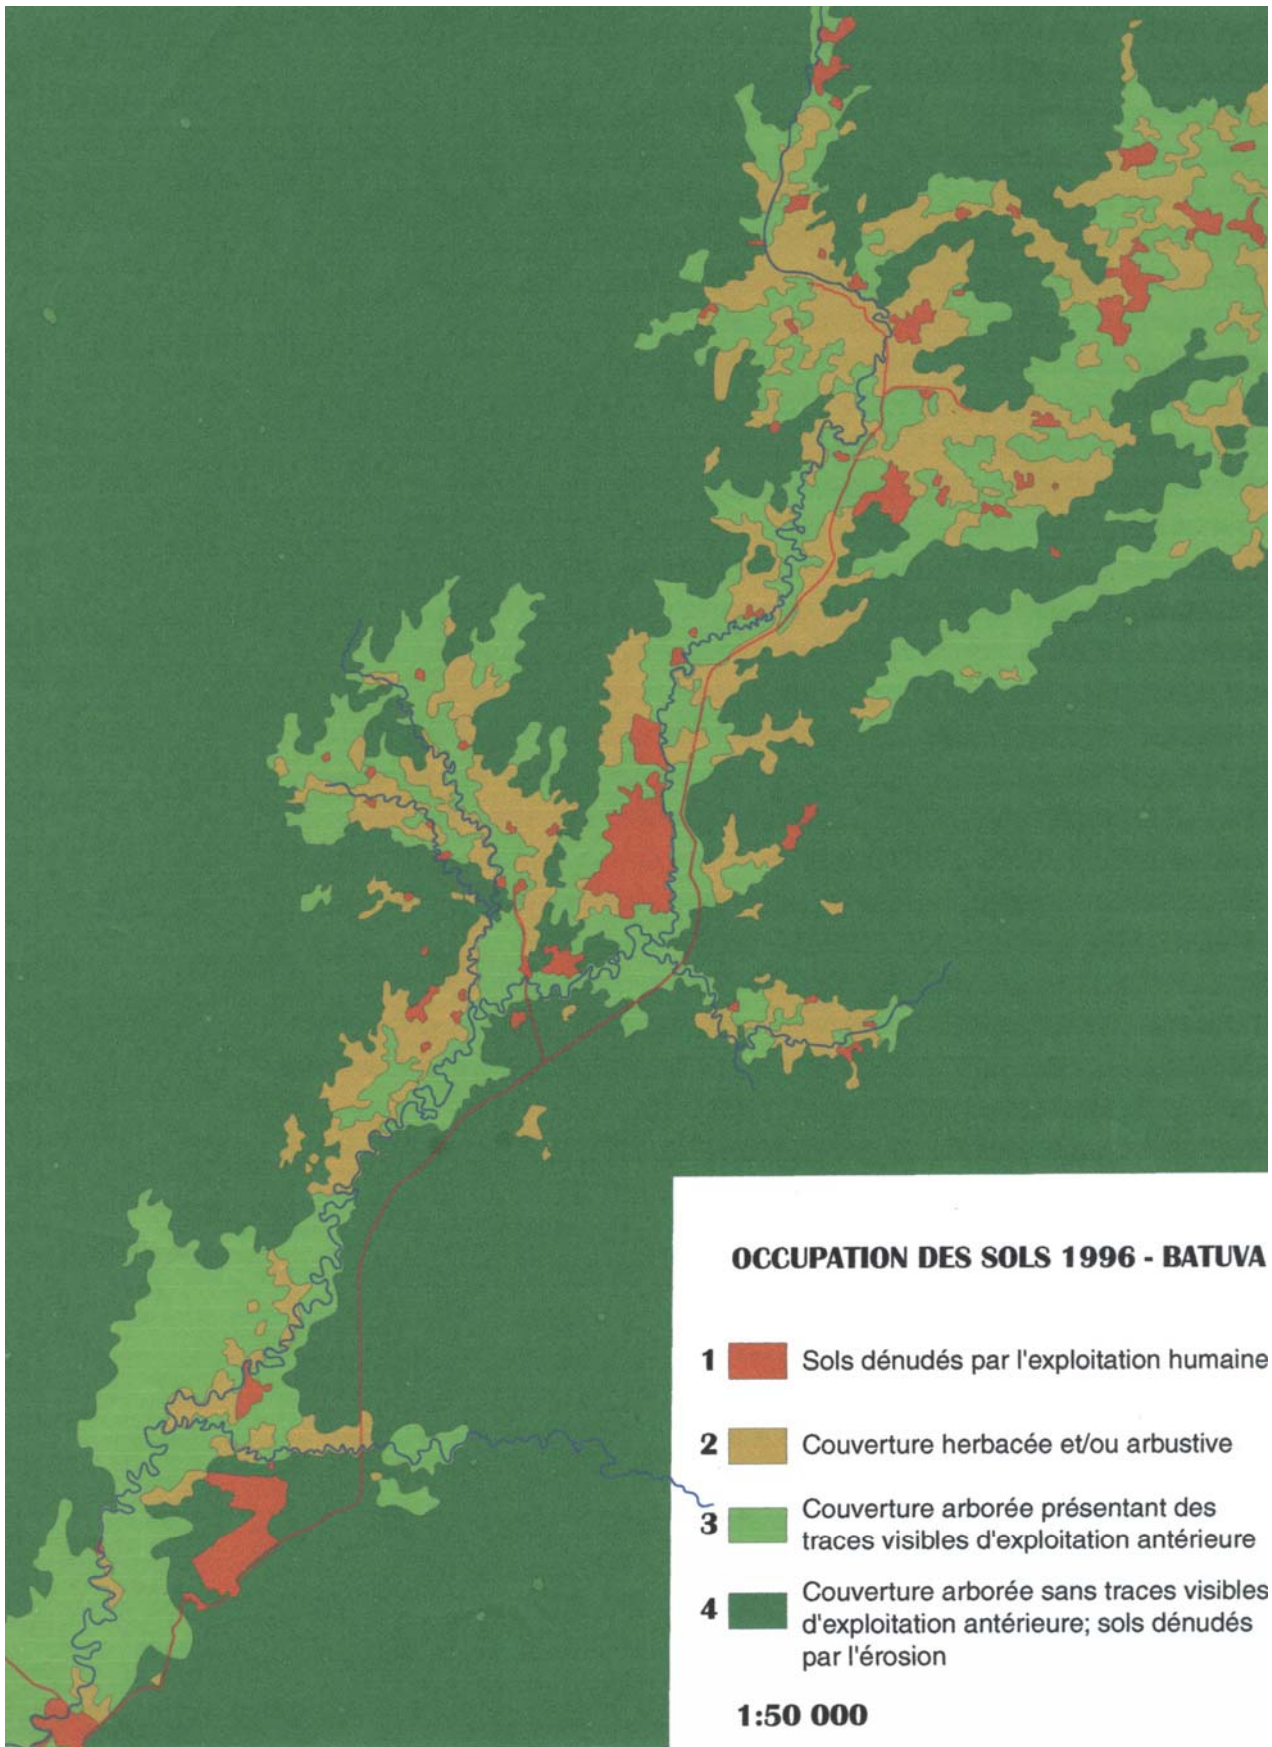 OCCUPATION DES SOLS 1996 - BATUVA
1 Sols dénudés par l'exploitation humaine
2 Couverture herbacée et/ou arbustive
3 Couverture arborée présentant des
traces visibles d'exploitation antérieure
4 Couverture arborée sans traces visibles
d'exploitation antérieure; sols dénudés
par l'érosion
1:50 000